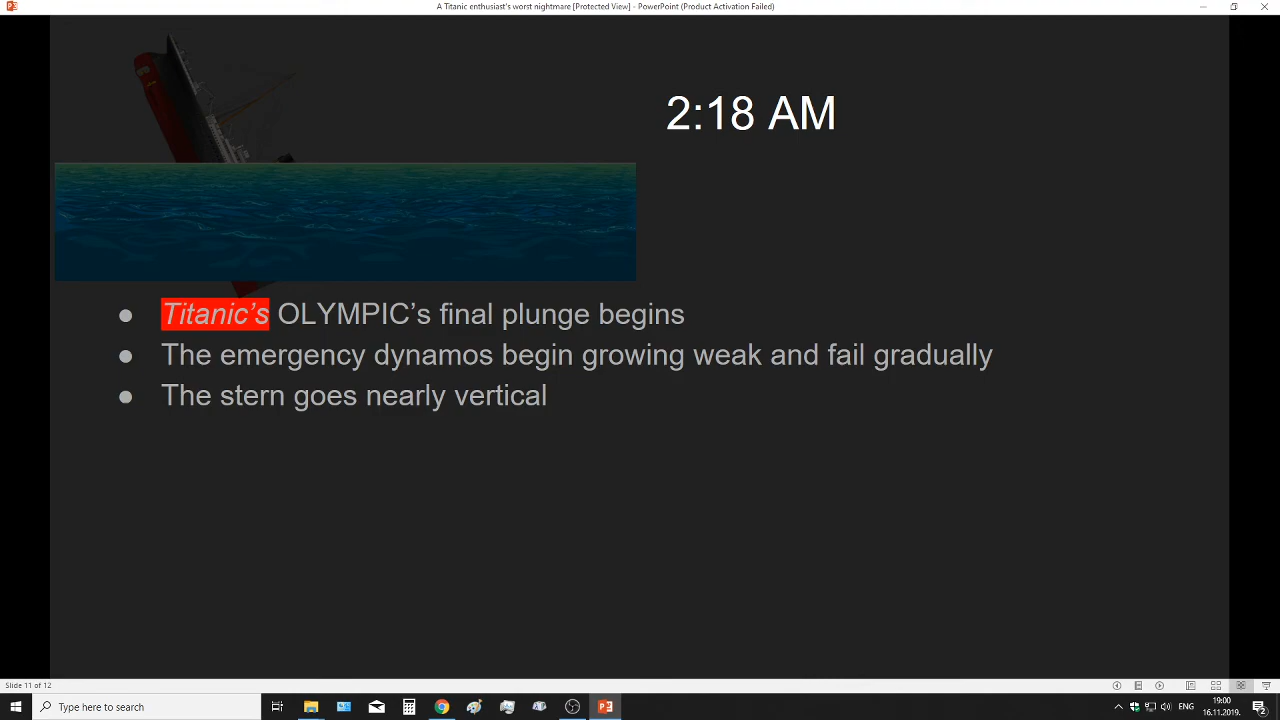 A Titanic enthusiast's worst nightmare [Protected View] - PowerPoint (Product Activation Failed)
2:18 AM
● Titanic’s OLYMPIC’s final plunge begins
● The emergency dynamos begin growing weak and fail gradually
● The stern goes nearly vertical
Slide 11 of 12
Type here to search
ENG
19:00
16.11.2019.
2